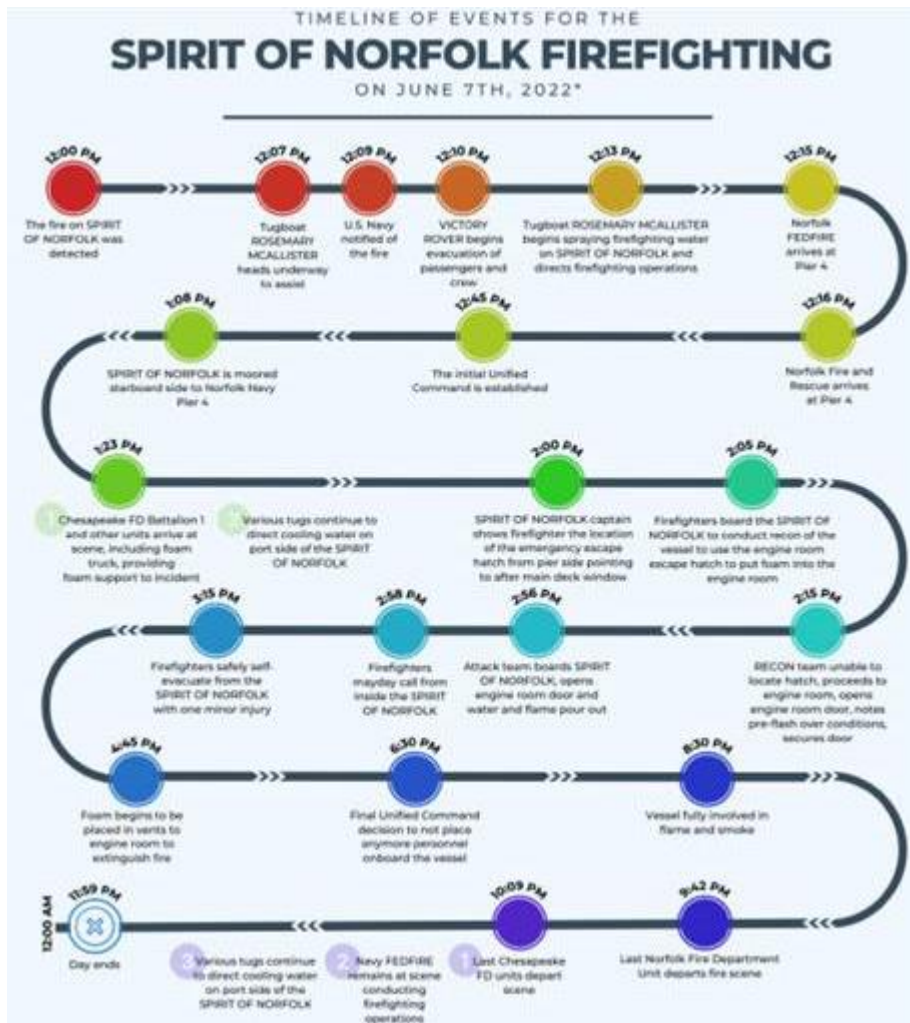 TIMELINE OF EVENTS FOR THE
SPIRIT OF NORFOLK FIREFIGHTING
ON JUNE 7TH, 2022*
12:00 PM
The fire on SPIRIT
OF NORFOLK was
detected
12:07 PM
Tugboat
ROSEMARY
MCALLISTER
heads underway
to assist
12:09 PM
U.S. Navy
notified of
the fire
12:10 PM
VICTORY
ROVER begins
evacuation of
passengers and
crew
12:13 PM
Tugboat ROSEMARY MCALLISTER
begins spraying firefighting water
on SPIRIT OF NORFOLK and
directs firefighting operations
12:15 PM
Norfolk
FEDFIRE
arrives at
Pier 4
12:16 PM
Norfolk Fire and
Rescue arrives
at Pier 4
12:45 PM
The initial Unified
Command is established
1:08 PM
SPIRIT OF NORFOLK is moored
starboard side to Norfolk Navy
Pier 4
1:23 PM
1 Chesapeake FD Battalion 1
and other units arrive at
scene, including foam
truck, providing
foam support to incident
2 Various tugs continue to
direct cooling water on
port side of the SPIRIT
OF NORFOLK
2:00 PM
SPIRIT OF NORFOLK captain
shows firefighter the location
of the emergency escape
hatch from pier side pointing
to after main deck window
2:05 PM
Firefighters board the SPIRIT OF
NORFOLK to conduct recon of the
vessel to use the engine room
escape hatch to put foam into the
engine room
2:15 PM
RECON team unable to
locate hatch, proceeds to
engine room, opens
engine room door, notes
pre-flash over conditions,
secures door
2:56 PM
Attack team boards SPIRIT
OF NORFOLK, opens
engine room door and
water and flame pour out
2:58 PM
Firefighters
mayday call from
inside the SPIRIT
OF NORFOLK
3:15 PM
Firefighters safely self-
evacuate from the
SPIRIT OF NORFOLK
with one minor injury
4:45 PM
Foam begins to be
placed in vents to
engine room to
extinguish fire
6:30 PM
Final Unified Command
decision to not place
anymore personnel
onboard the vessel
8:30 PM
Vessel fully involved in
flame and smoke
9:42 PM
Last Norfolk Fire Department
Unit departs fire scene
10:09 PM
1 Last Chesapeake
FD units depart
scene
2 Navy FEDFIRE
remains at scene
conducting
firefighting
operations
3 Various tugs continue
to direct cooling water
on port side of the
SPIRIT OF NORFOLK
11:59 PM
Day ends
12:00 AM